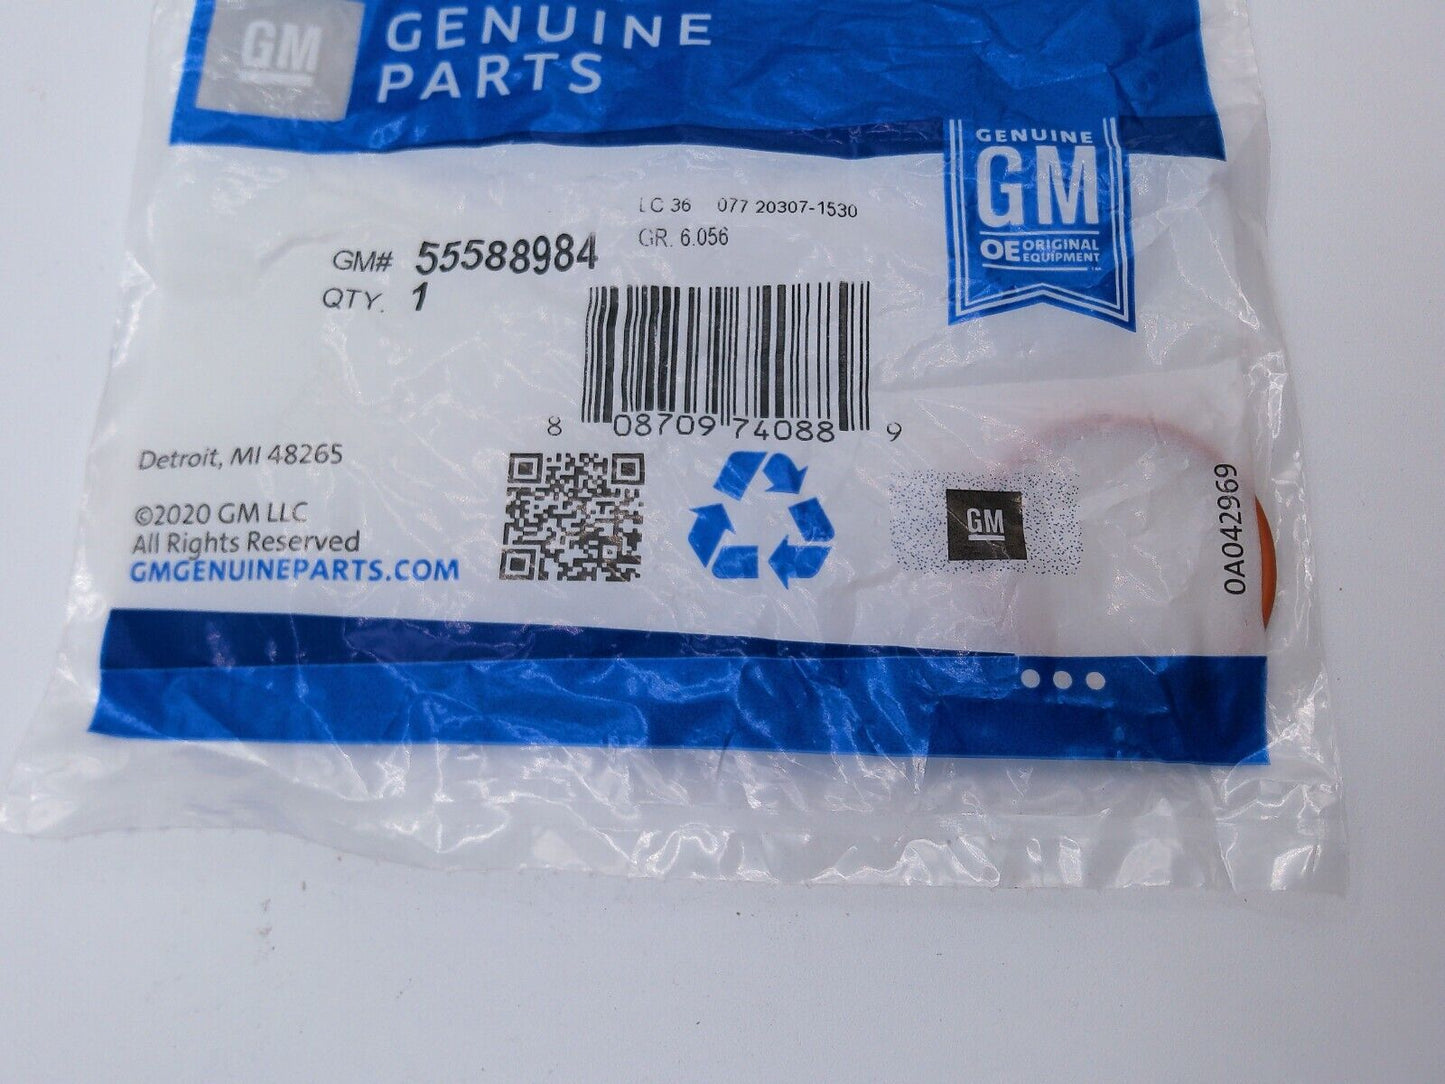 GM
GENUINE
PARTS
GENUINE
GM
OE ORIGINAL
EQUIPMENT
LC 36 077 20307-1530
GR. 6.056
GM# 55588984
QTY. 1
8 08709 74088 9
Detroit, MI 48265
©2020 GM LLC
All Rights Reserved
GMGENUINEPARTS.COM
GM
0A042969